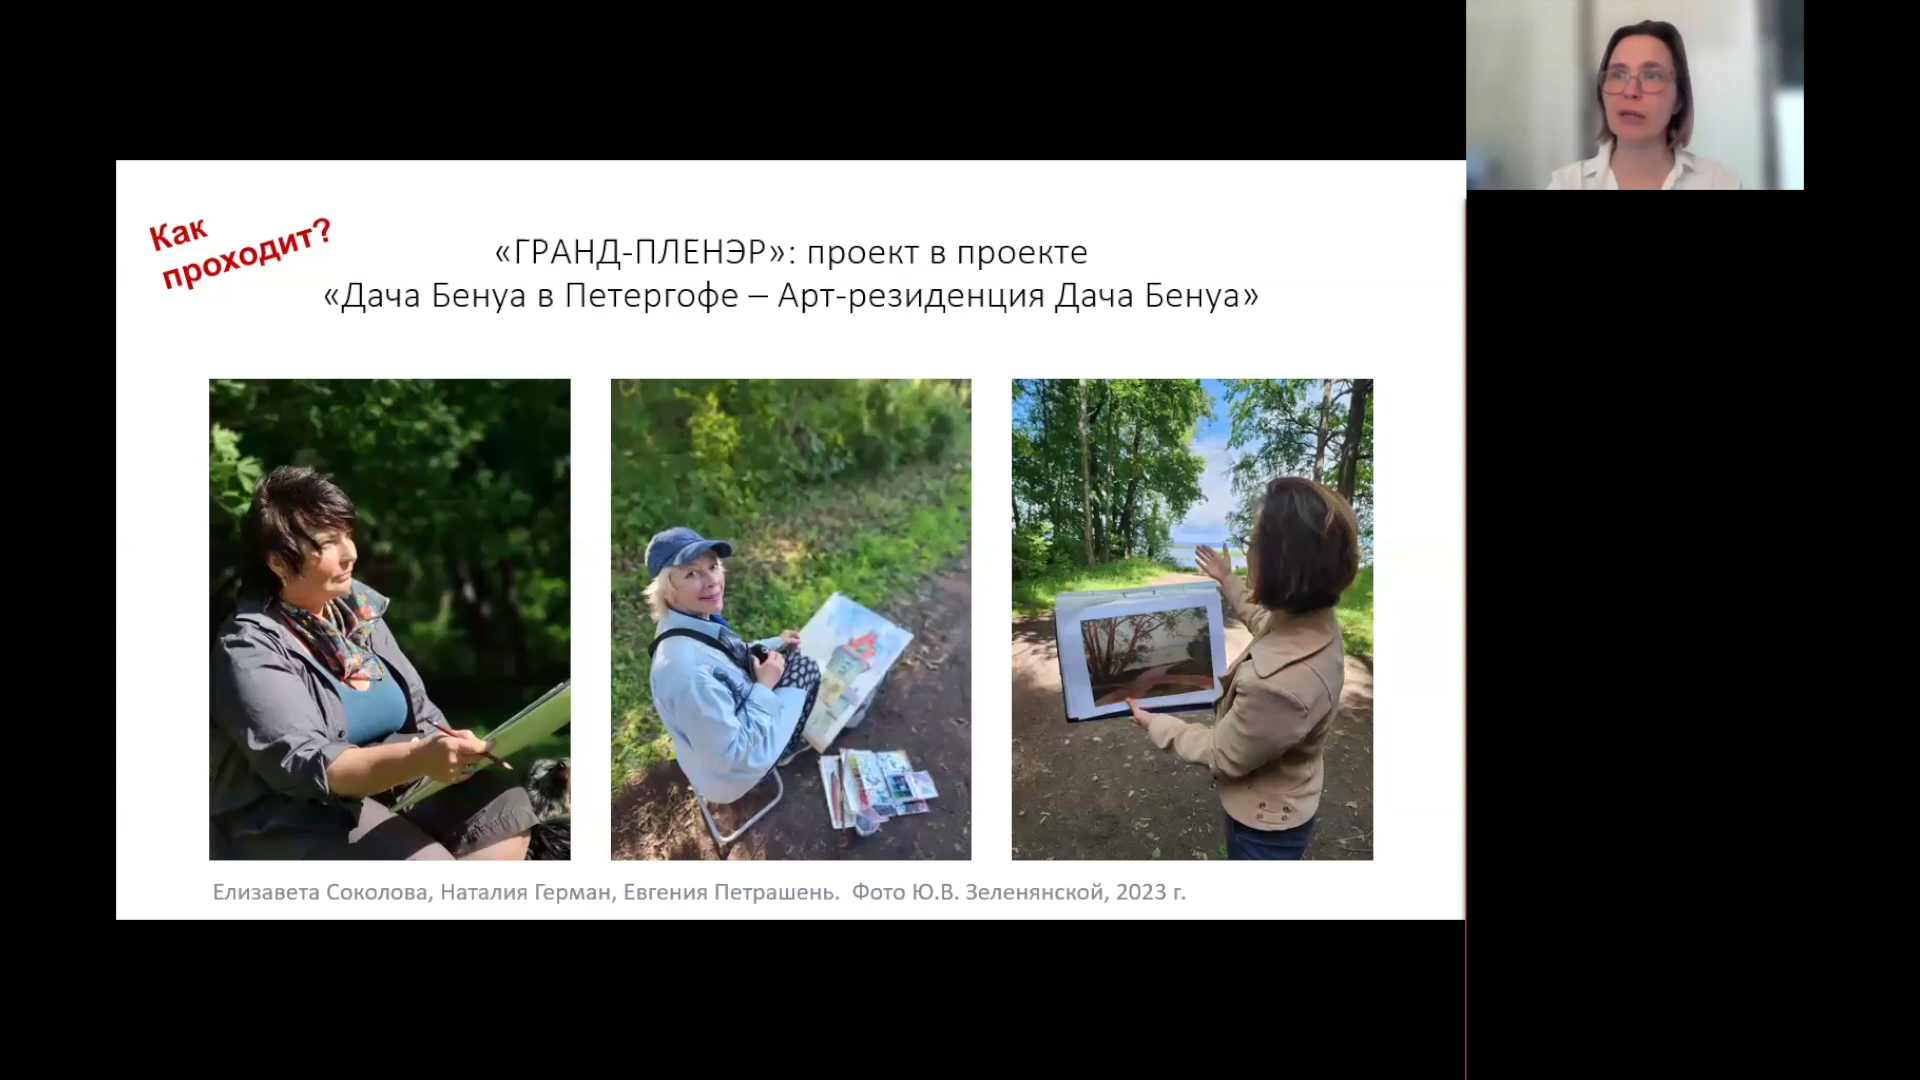 Как
проходит?
«ГРАНД-ПЛЕНЭР»: проект в проекте
«Дача Бенуа в Петергофе – Арт-резиденция Дача Бенуа»
Елизавета Соколова, Наталия Герман, Евгения Петрашень.  Фото Ю.В. Зеленянской, 2023 г.